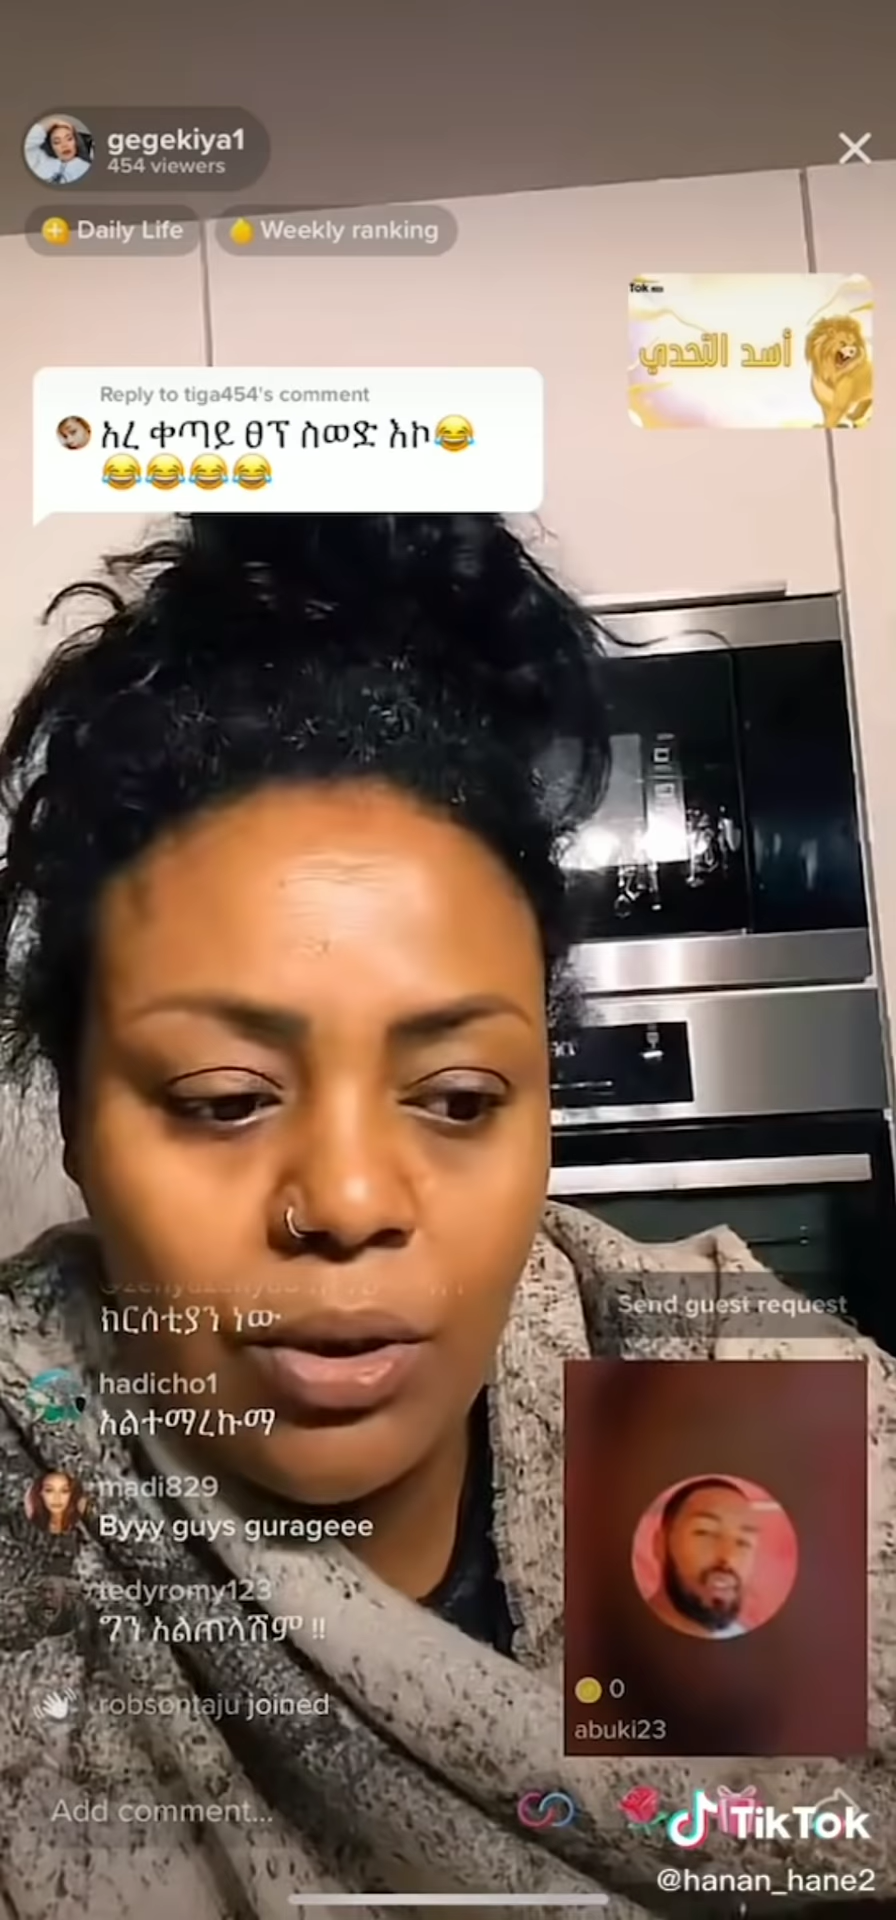 gegekiya1
454 viewers
Daily Life
Weekly ranking
Tok
أسد التحدي
Reply to tiga454's comment
አረ ቀጣይ ፀፕ ስወድ እኮ😂
😂😂😂😂
Send guest request
ክርስቲያን ነው
hadicho1
አልተማረኩማ
madi829
Byyy guys gurageee
tedyromy123
ግን አልጠላሽም !!
robsontaju joined
0
abuki23
Add comment...
TikTok
@hanan_hane2